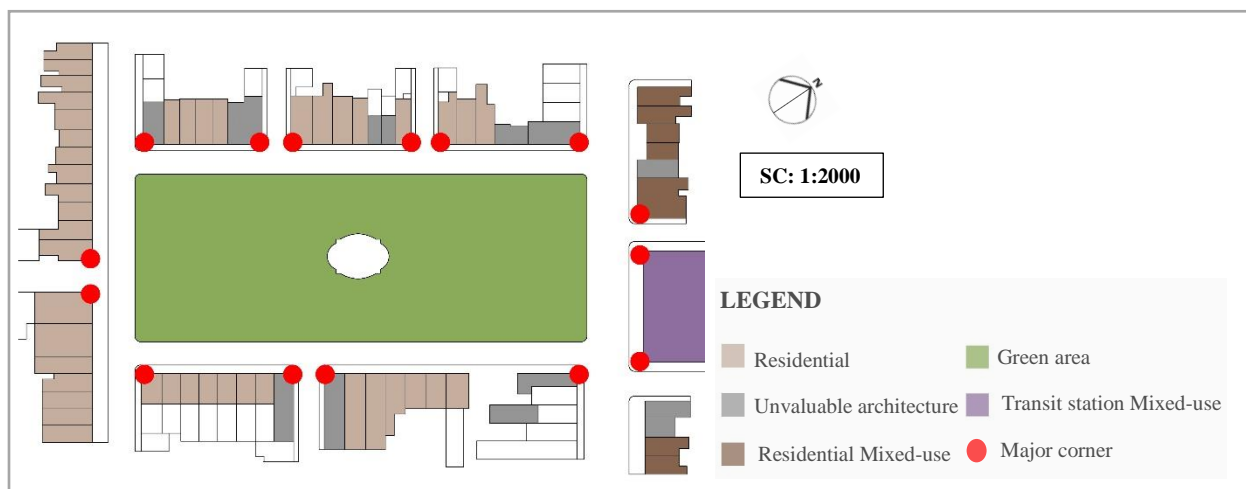 N
SC: 1:2000
LEGEND
Residential
Green area
Unvaluable architecture
Transit station Mixed-use
Residential Mixed-use
Major corner